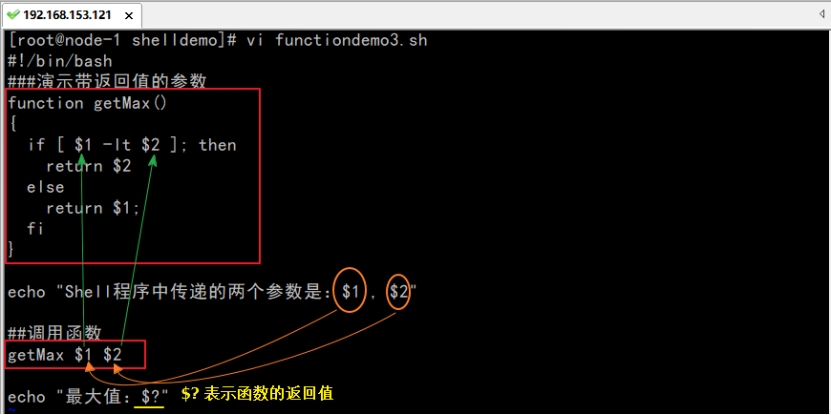 192.168.153.121
[root@node-1 shelldemo]# vi functiondemo3.sh
#!/bin/bash
###演示带返回值的参数
function getMax()
{
if [ $1 -lt $2 ]; then
return $2
else
return $1;
fi
}
echo "Shell程序中传递的两个参数是：$1 , $2"
##调用函数
getMax $1 $2
echo "最大值：$?" $? 表示函数的返回值
~